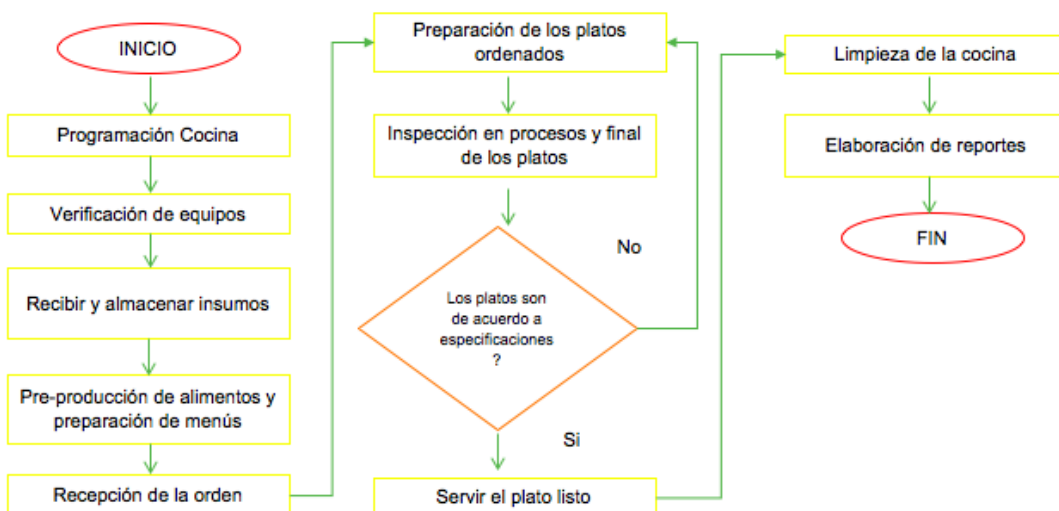 INICIO
Programación Cocina
Verificación de equipos
Recibir y almacenar insumos
Pre-producción de alimentos y
preparación de menús
Recepción de la orden
Preparación de los platos
ordenados
Inspección en procesos y final
de los platos
Los platos son
de acuerdo a
especificaciones
?
No
Si
Servir el plato listo
Limpieza de la cocina
Elaboración de reportes
FIN